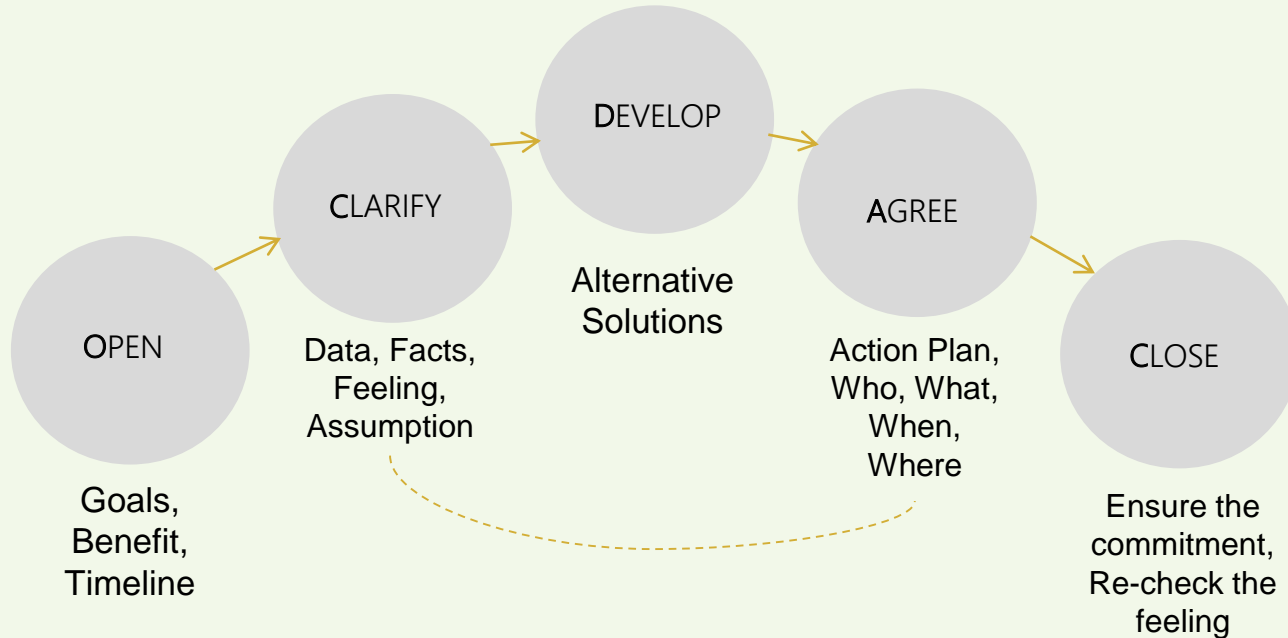 OPEN
Goals,
Benefit,
Timeline
CLARIFY
Data, Facts,
Feeling,
Assumption
DEVELOP
Alternative
Solutions
AGREE
Action Plan,
Who, What,
When,
Where
CLOSE
Ensure the
commitment,
Re-check the
feeling